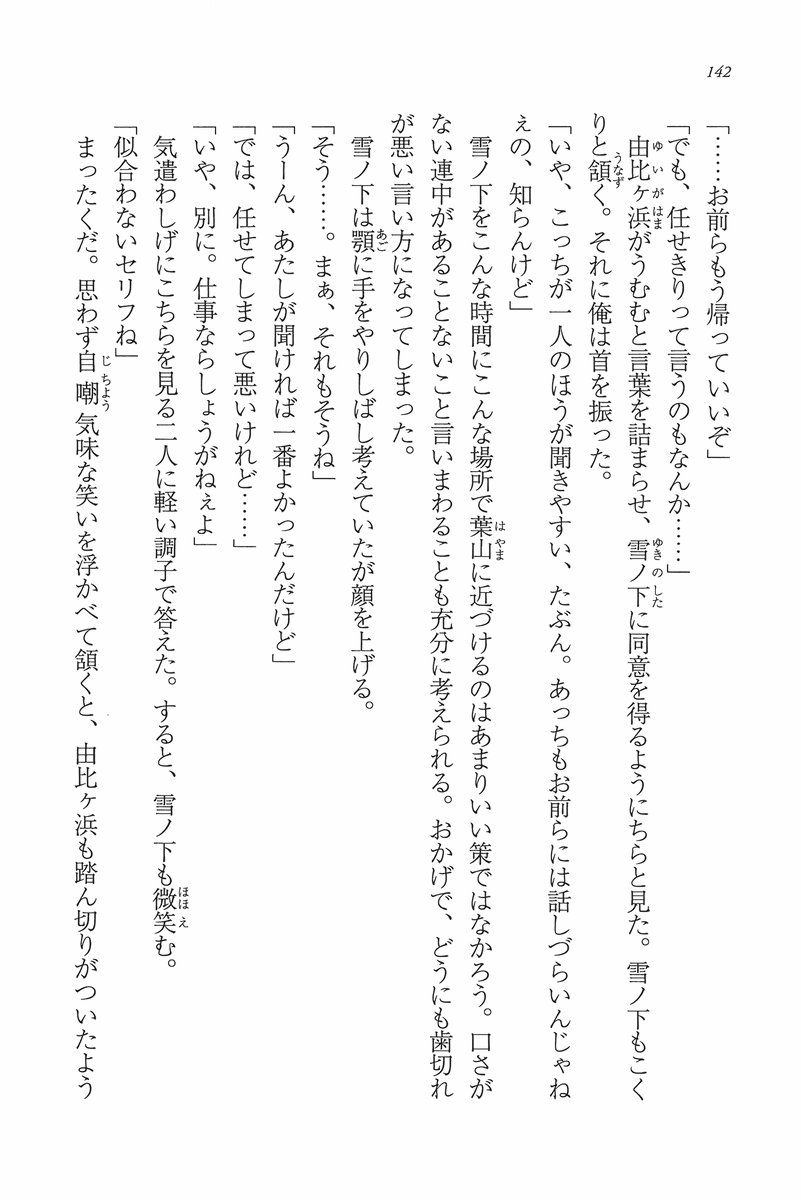 142
「……お前らもう帰っていいぞ」
「でも、任せきりって言うのもなんか……」
由比ヶ浜がうむむと言葉を詰まらせ、雪ノ下に同意を得るようにちらと見た。雪ノ下もこく
りと頷く。それに俺は首を振った。
「いや、こっちが一人のほうが聞きやすい、たぶん。あっちもお前らには話しづらいんじゃね
ぇの、知らんけど」
雪ノ下をこんな時間にこんな場所で葉山に近づけるのはあまりいい策ではなかろう。口さが
ない連中があることないこと言いまわることも充分に考えられる。おかげで、どうにも歯切れ
が悪い言い方になってしまった。
雪ノ下は顎に手をやりしばし考えていたが顔を上げる。
「そう……。まぁ、それもそうね」
「うーん、あたしが聞ければ一番よかったんだけど」
「では、任せてしまって悪いけれど……」
「いや、別に。仕事ならしょうがねぇよ」
気遣わしげにこちらを見る二人に軽い調子で答えた。すると、雪ノ下も微笑む。
「似合わないセリフね」
まったくだ。思わず自嘲気味な笑いを浮かべて頷くと、由比ヶ浜も踏ん切りがついたよう